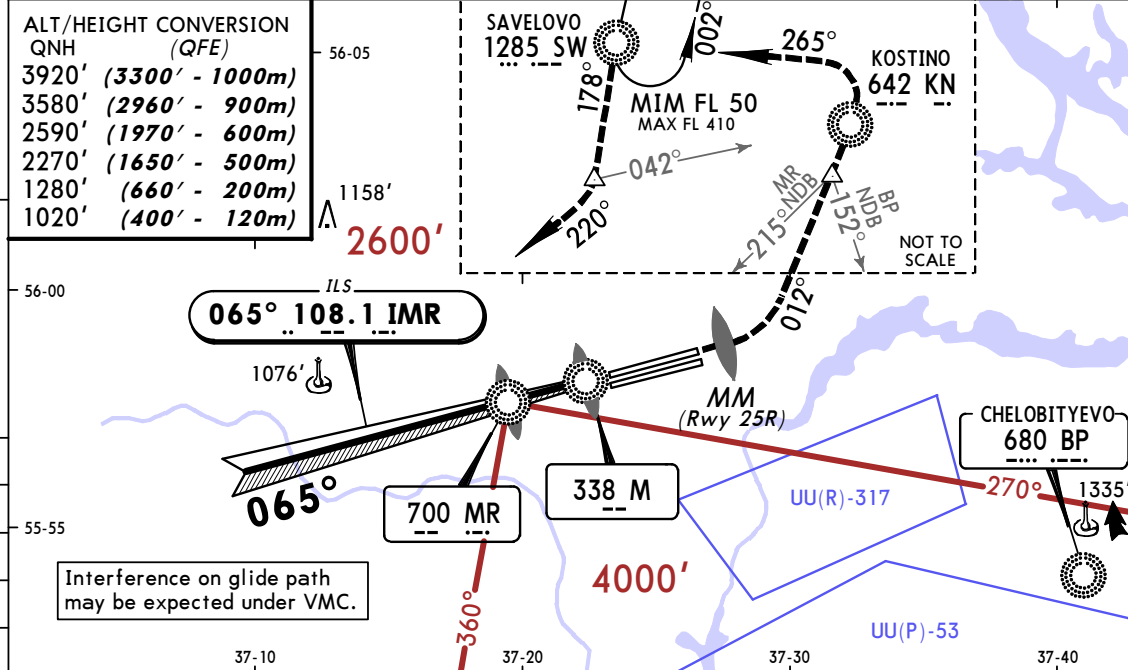 ALT/HEIGHT CONVERSION
QNH (QFE)
3920' (3300' - 1000m)
3580' (2960' - 900m)
2590' (1970' - 600m)
2270' (1650' - 500m)
1280' (660' - 200m)
1020' (400' - 120m)
56-05
SAVELOVO
1285 SW
002°
265°
KOSTINO
642 KN
178°
MIM FL 50
MAX FL 410
042°
220°
MR
NDB
215°
BP
NDB
152°
NOT TO
SCALE
012°
1158'
2600'
56-00
ILS
065° 108.1 IMR
1076'
MM
(Rwy 25R)
CHELOBITYEVO
680 BP
065°
700 MR
338 M
UU(R)-317
270°
1335'
55-55
4000'
Interference on glide path
may be expected under VMC.
360°
UU(P)-53
37-10
37-20
37-30
37-40